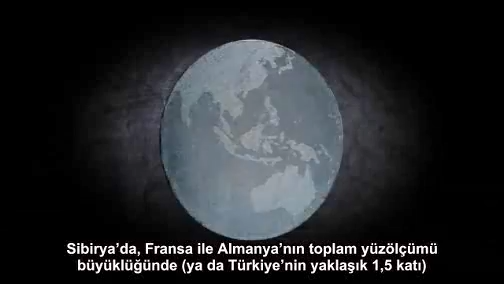 Sibirya’da, Fransa ile Almanya’nın toplam yüzölçümü
büyüklüğünde (ya da Türkiye’nin yaklaşık 1,5 katı)